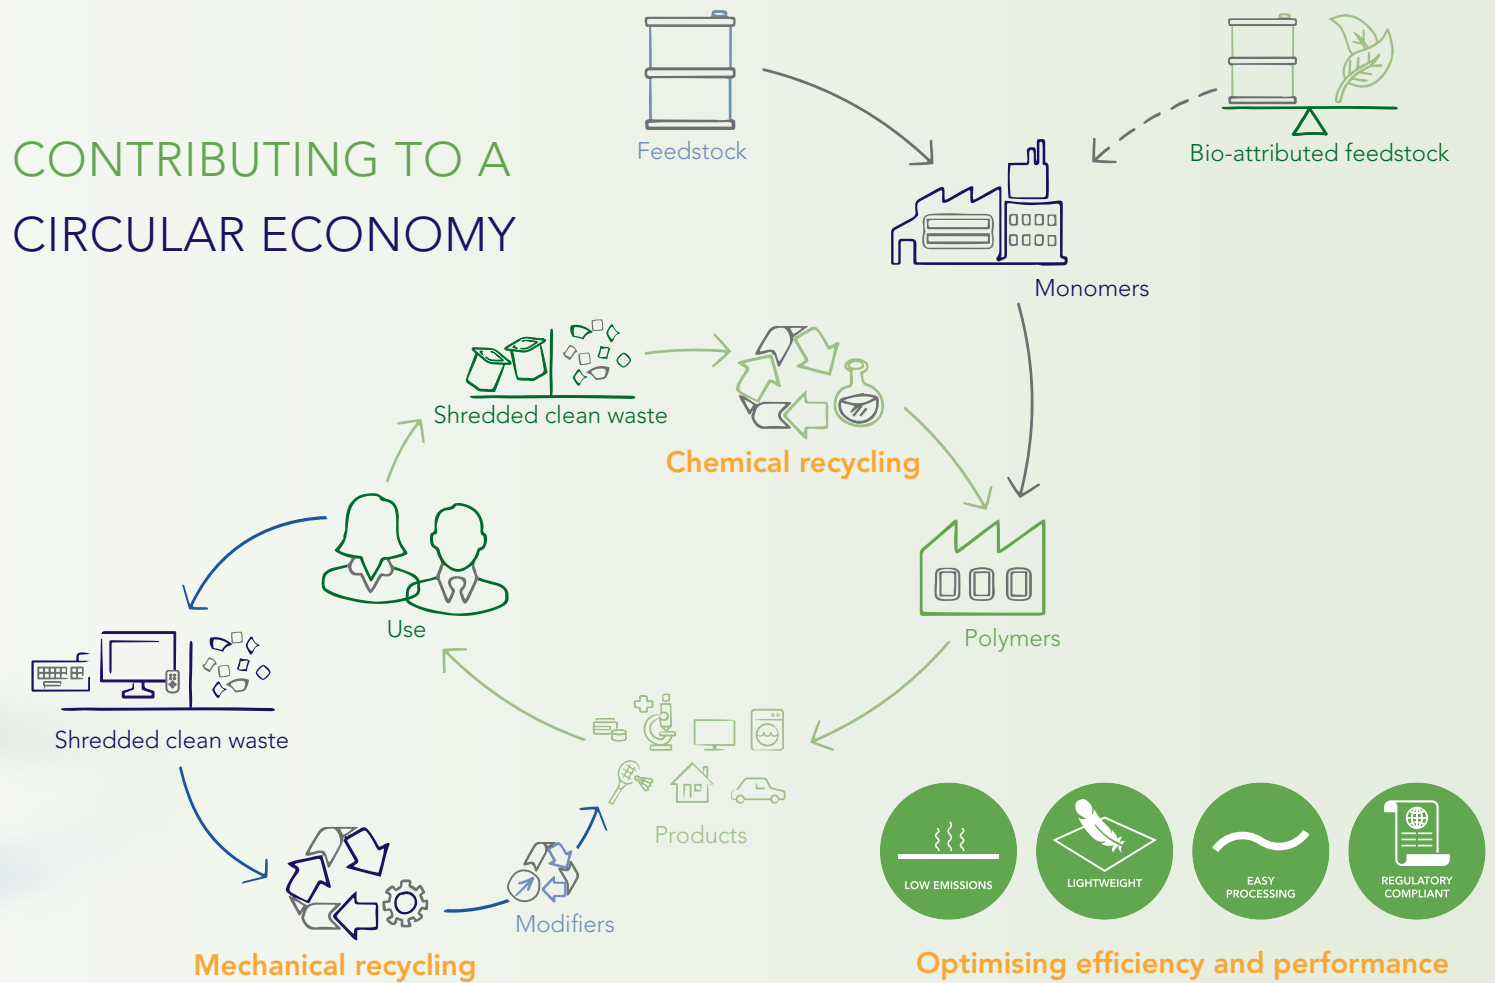 CONTRIBUTING TO A
CIRCULAR ECONOMY
Feedstock
Bio-attributed feedstock
Monomers
Shredded clean waste
Chemical recycling
Use
Polymers
Shredded clean waste
Products
Modifiers
Mechanical recycling
LOW EMISSIONS
LIGHTWEIGHT
EASY
PROCESSING
REGULATORY
COMPLIANT
Optimising efficiency and performance